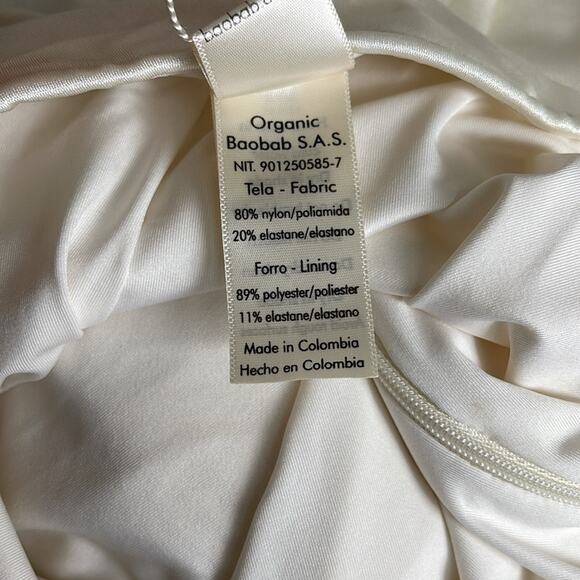 baobab
Organic
Baobab S.A.S.
NIT. 901250585-7
Tela - Fabric
80% nylon/poliamida
20% elastane/elastano
Forro - Lining
89% polyester/poliester
11% elastane/elastano
Made in Colombia
Hecho en Colombia